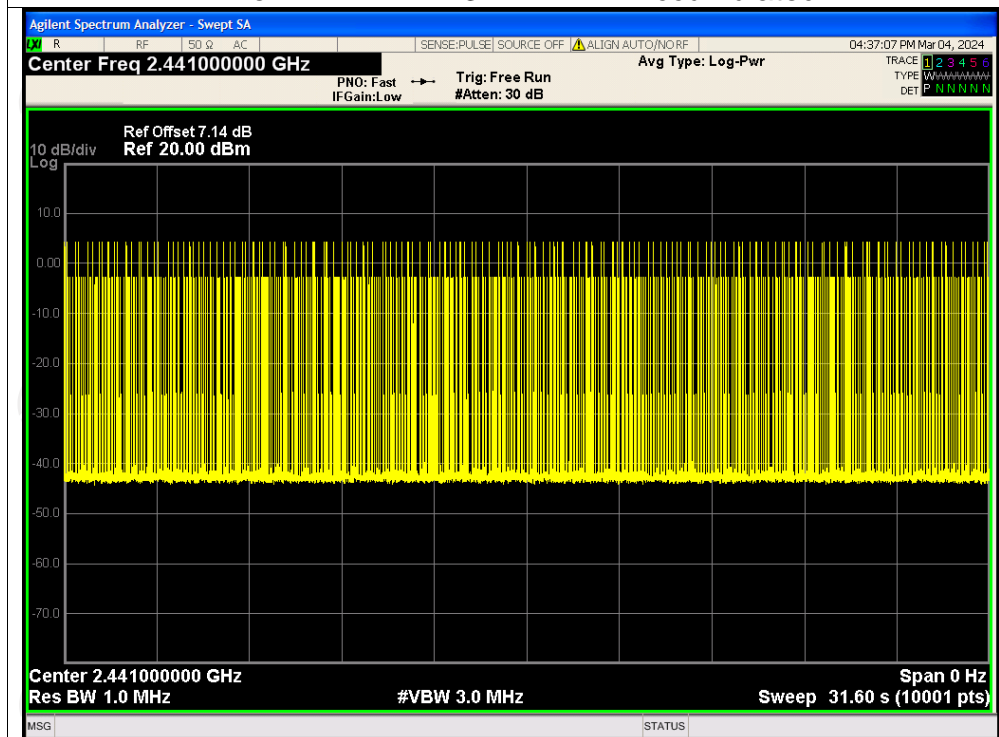 Agilent Spectrum Analyzer - Swept SA
LXI R RF 50 Ω AC SENSE:PULSE SOURCE OFF ALIGN AUTO/NO RF 04:37:07 PM Mar 04, 2024
Center Freq 2.441000000 GHz Avg Type: Log-Pwr TRACE 1 2 3 4 5 6
PNO: Fast Trig: Free Run TYPE W
IFGain:Low #Atten: 30 dB DET P N N N N N
Ref Offset 7.14 dB
10 dB/div Ref 20.00 dBm
Log
10.0
0.00
-10.0
-20.0
-30.0
-40.0
-50.0
-60.0
-70.0
Center 2.441000000 GHz Span 0 Hz
Res BW 1.0 MHz #VBW 3.0 MHz Sweep 31.60 s (10001 pts)
MSG STATUS